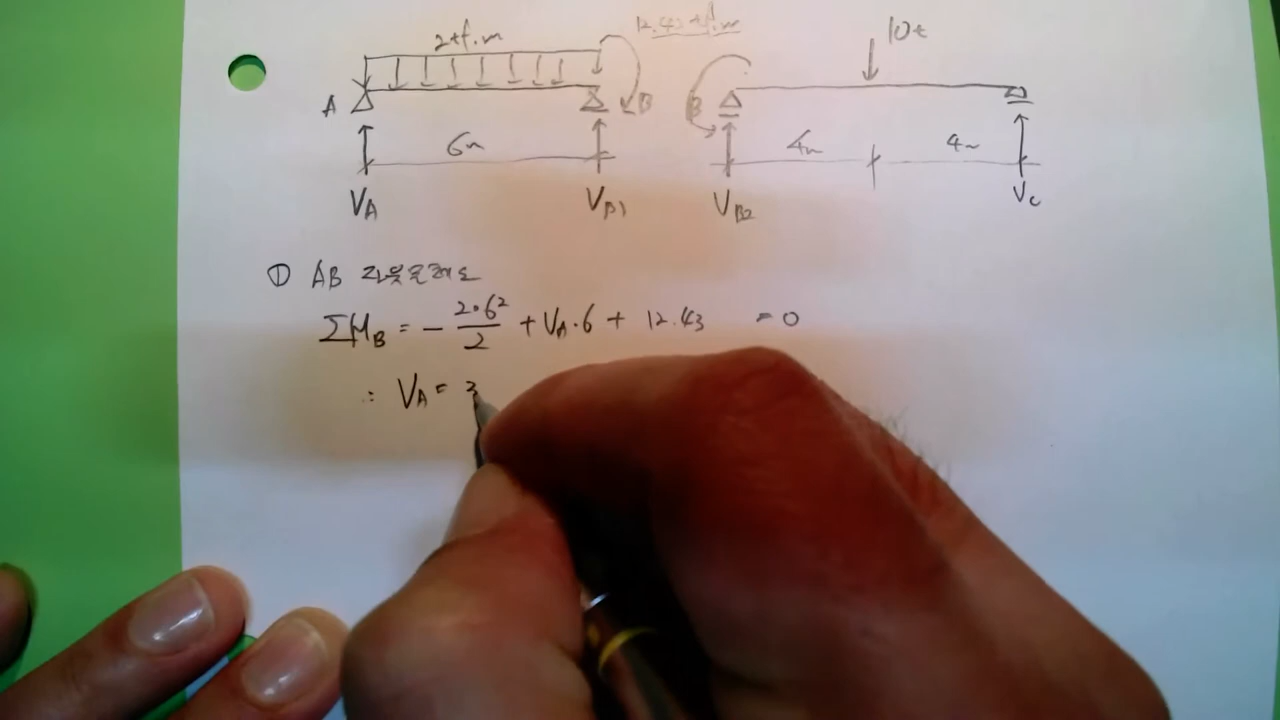 2tf.m 12.43tf.m 10t
A B B
6m 4m 4m
VA VB1 VB2 VC
① AB
ΣMB = - 2·6²/2 + VA·6 + 12.43 = 0
∴ VA = 3